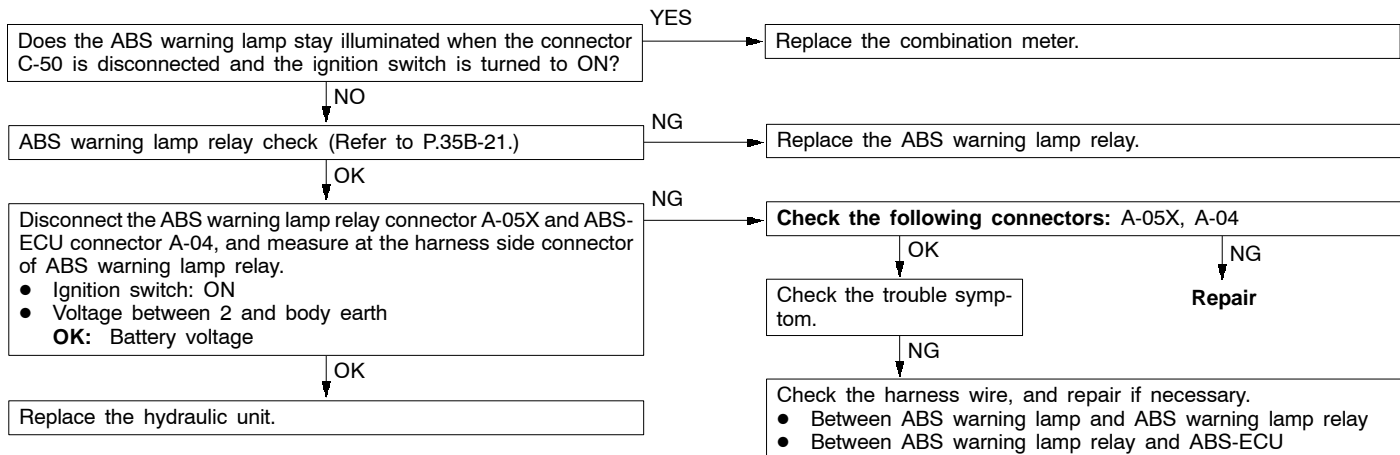 Does the ABS warning lamp stay illuminated when the connector
C-50 is disconnected and the ignition switch is turned to ON?
YES
Replace the combination meter.
NO
ABS warning lamp relay check (Refer to P.35B-21.)
NG
Replace the ABS warning lamp relay.
OK
Disconnect the ABS warning lamp relay connector A-05X and ABS-
ECU connector A-04, and measure at the harness side connector
of ABS warning lamp relay.
● Ignition switch: ON
● Voltage between 2 and body earth
OK: Battery voltage
NG
Check the following connectors: A-05X, A-04
OK
NG
Check the trouble symp-
tom.
Repair
NG
Check the harness wire, and repair if necessary.
● Between ABS warning lamp and ABS warning lamp relay
● Between ABS warning lamp relay and ABS-ECU
OK
Replace the hydraulic unit.